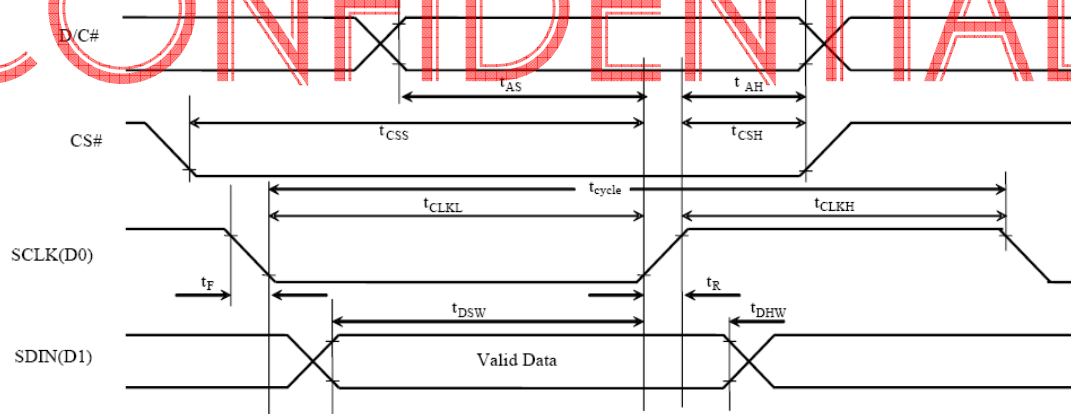 CONFIDENTIAL
D/C#
tAS
tAH
CS#
tCSS
tCSH
tcycle
tCLKL
tCLKH
SCLK(D0)
tF
tR
tDSW
tDHW
SDIN(D1)
Valid Data